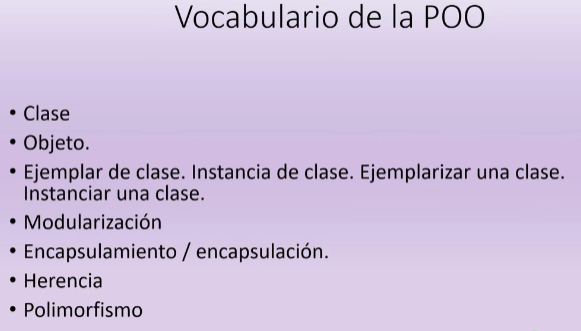 Vocabulario de la POO
• Clase
• Objeto.
• Ejemplar de clase. Instancia de clase. Ejemplarizar una clase.
Instanciar una clase.
• Modularización
• Encapsulamiento / encapsulación.
• Herencia
• Polimorfismo